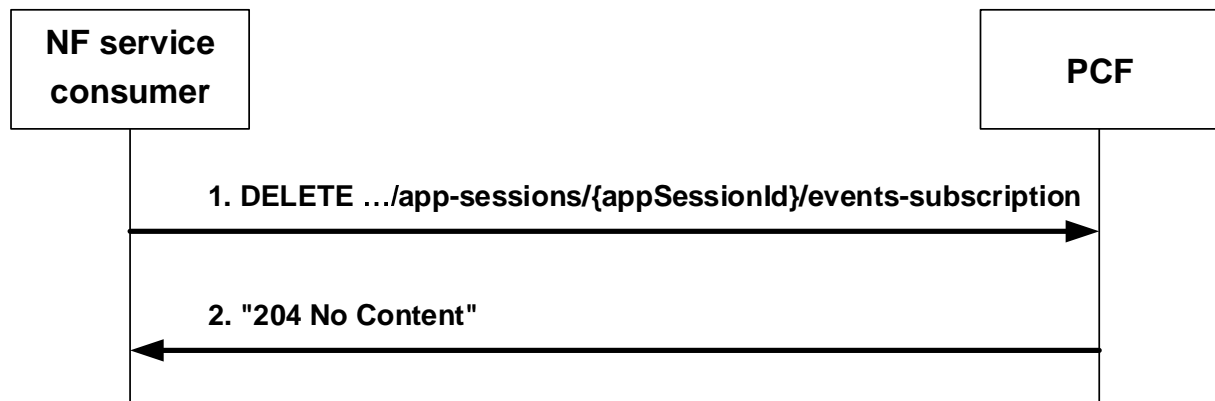 NF service
consumer
PCF
1. DELETE …/app-sessions/{appSessionId}/events-subscription
2. "204 No Content"